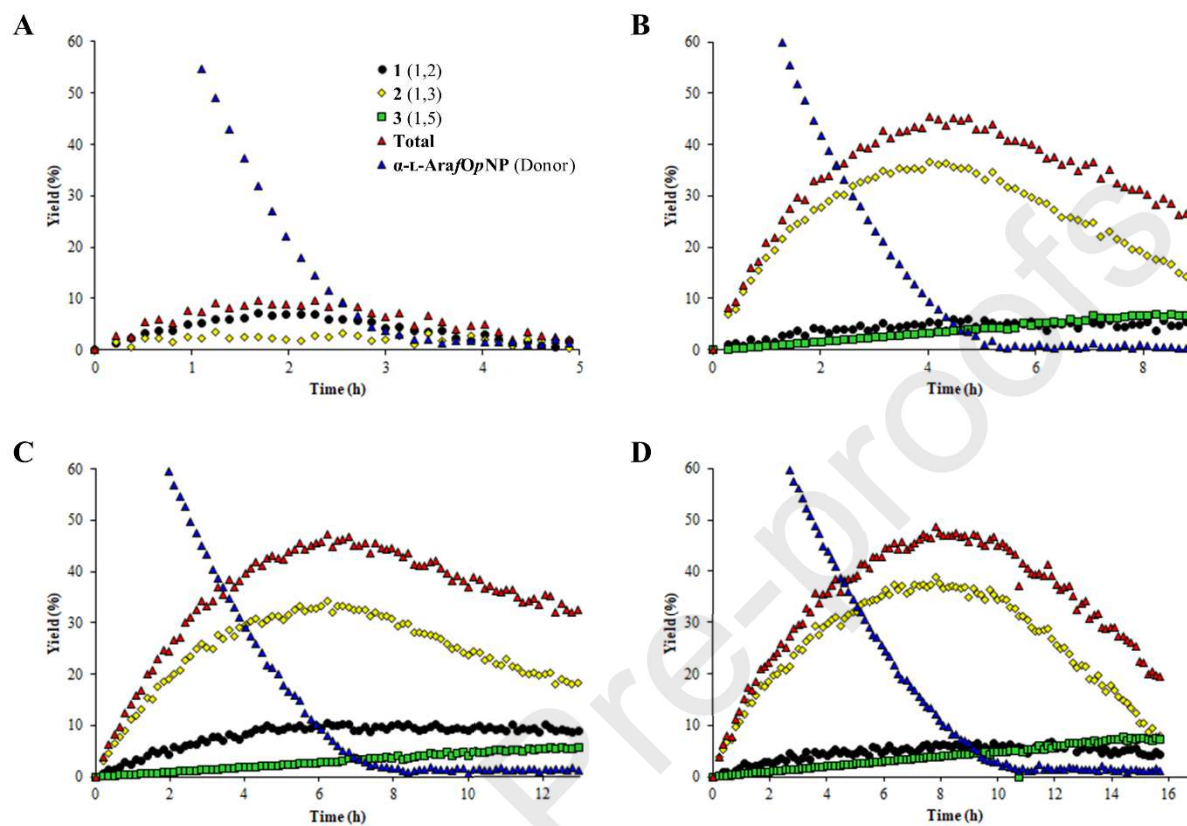 A
60
50
40
30
20
10
0
Yield (%)
0 1 2 3 4 5
Time (h)
1 (1,2)
2 (1,3)
3 (1,5)
Total
α-L-ArafOpNP (Donor)
B
60
50
40
30
20
10
0
Yield (%)
0 2 4 6 8
Time (h)
C
60
50
40
30
20
10
0
Yield (%)
0 2 4 6 8 10 12
Time (h)
D
60
50
40
30
20
10
0
Yield (%)
0 2 4 6 8 10 12 14 16
Time (h)
Pre-proofs